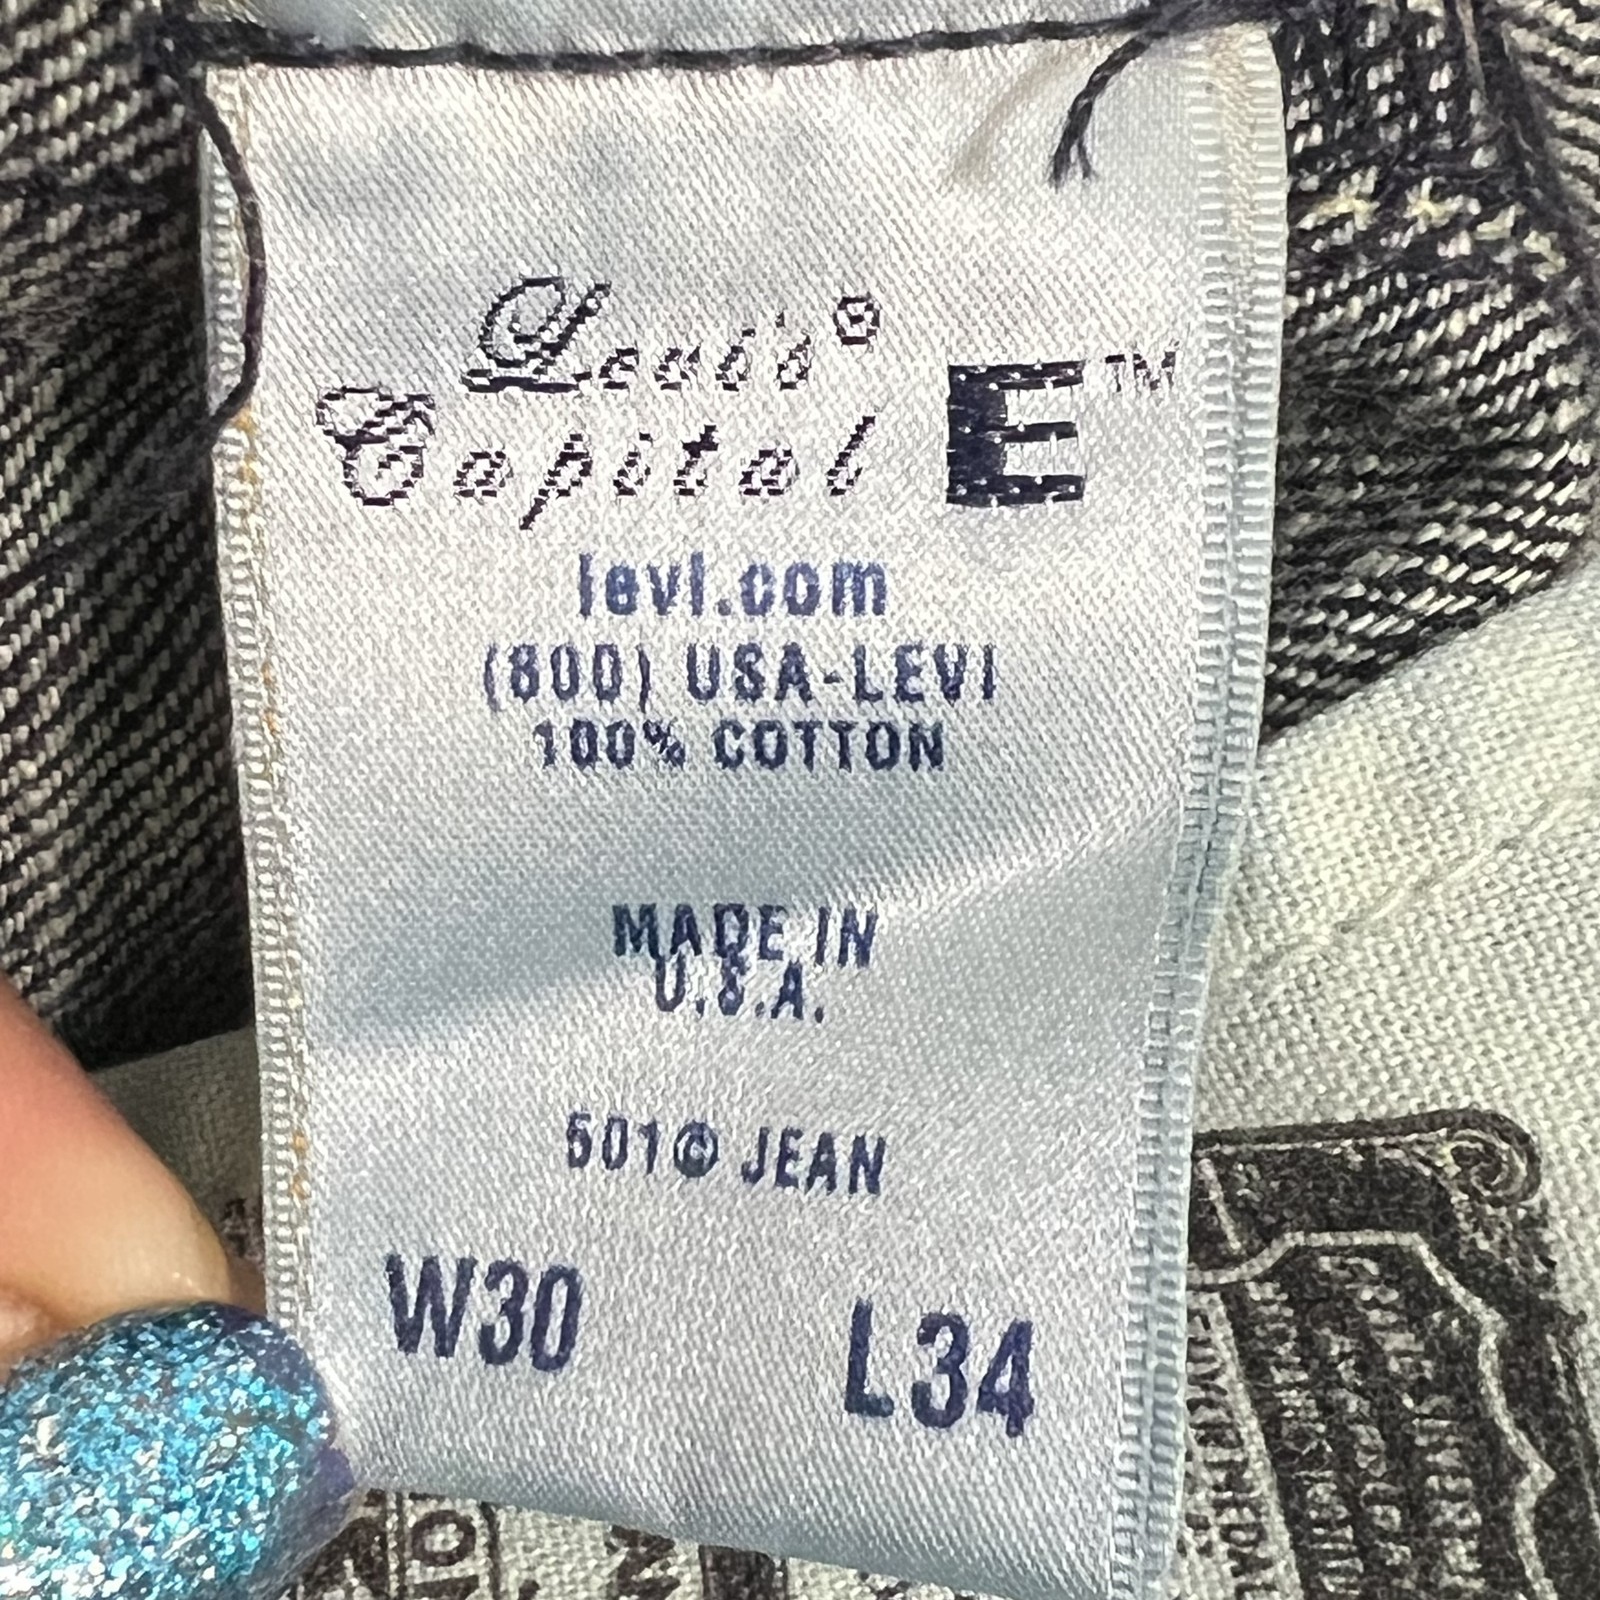 Levi's®
Capital E™
levi.com
(800) USA-LEVI
100% COTTON
MADE IN
U.S.A.
501© JEAN
W30 L34